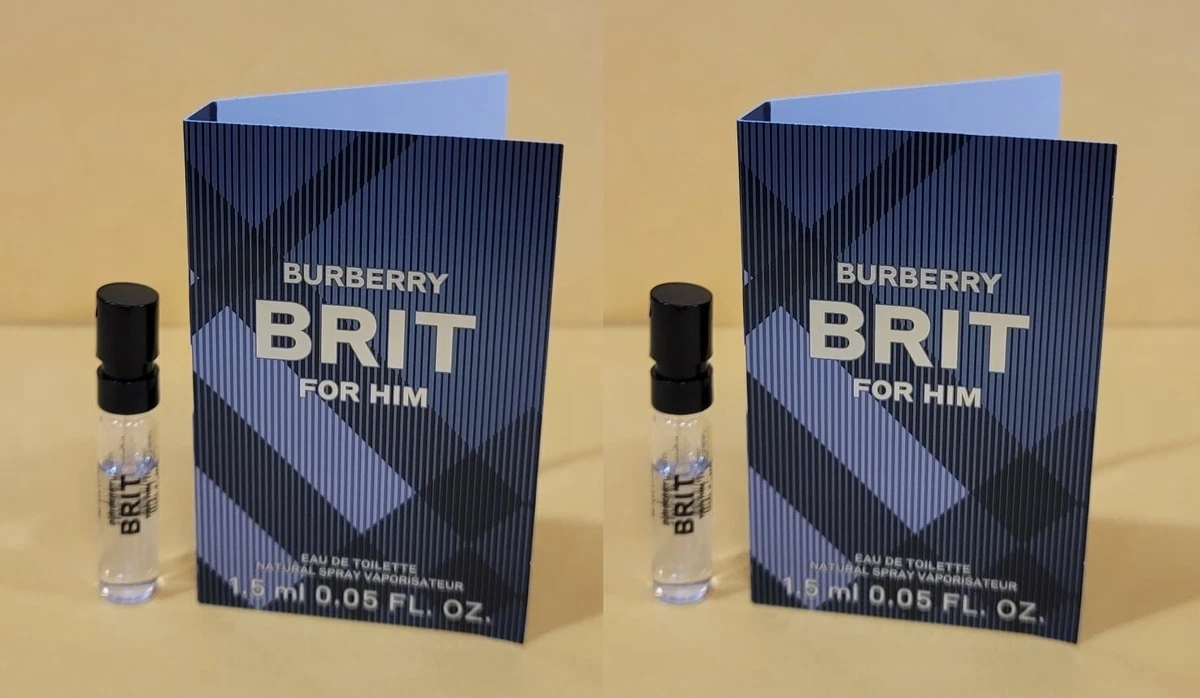 BURBERRY
BRIT
FOR HIM
EAU DE TOILETTE
NATURAL SPRAY VAPORISATEUR
1.5 ml 0.05 FL. OZ.
BRIT
BURBERRY
BRIT
FOR HIM
EAU DE TOILETTE
NATURAL SPRAY VAPORISATEUR
1.5 ml 0.05 FL. OZ.
BRIT